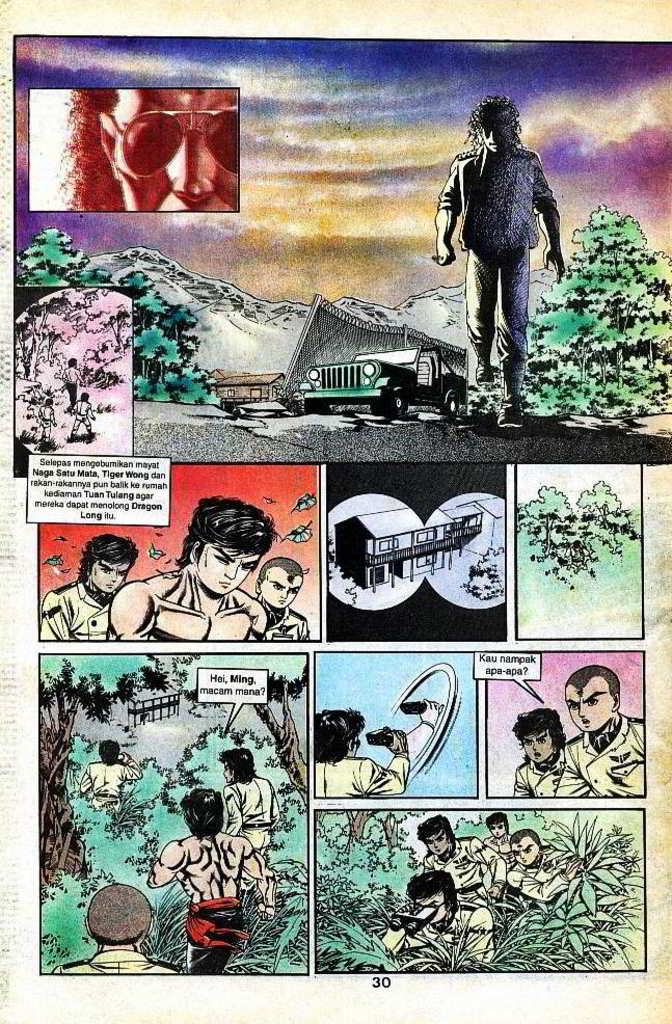 Selepas mengebumikan mayat
Naga Satu Mata, Tiger Wong dan
rakan-rakannya pun balik ke rumah
kediaman Tuan Tulang agar
mereka dapat menolong Dragon
Long itu.
Hei, Ming,
macam mana?
Kau nampak
apa-apa?
30